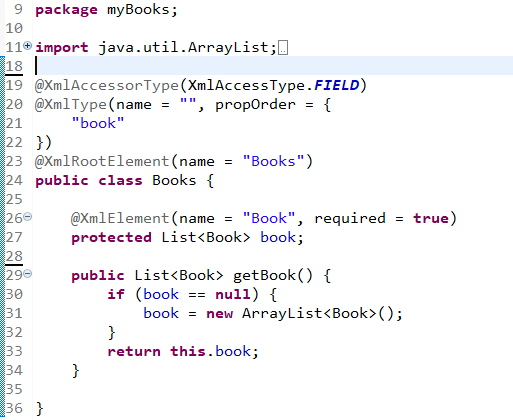 9 package myBooks;
10
11 import java.util.ArrayList;
18
19 @XmlAccessorType(XmlAccessType.FIELD)
20 @XmlType(name = "", propOrder = {
21     "book"
22 })
23 @XmlRootElement(name = "Books")
24 public class Books {
25
26     @XmlElement(name = "Book", required = true)
27     protected List<Book> book;
28
29     public List<Book> getBook() {
30         if (book == null) {
31             book = new ArrayList<Book>();
32         }
33         return this.book;
34     }
35
36 }